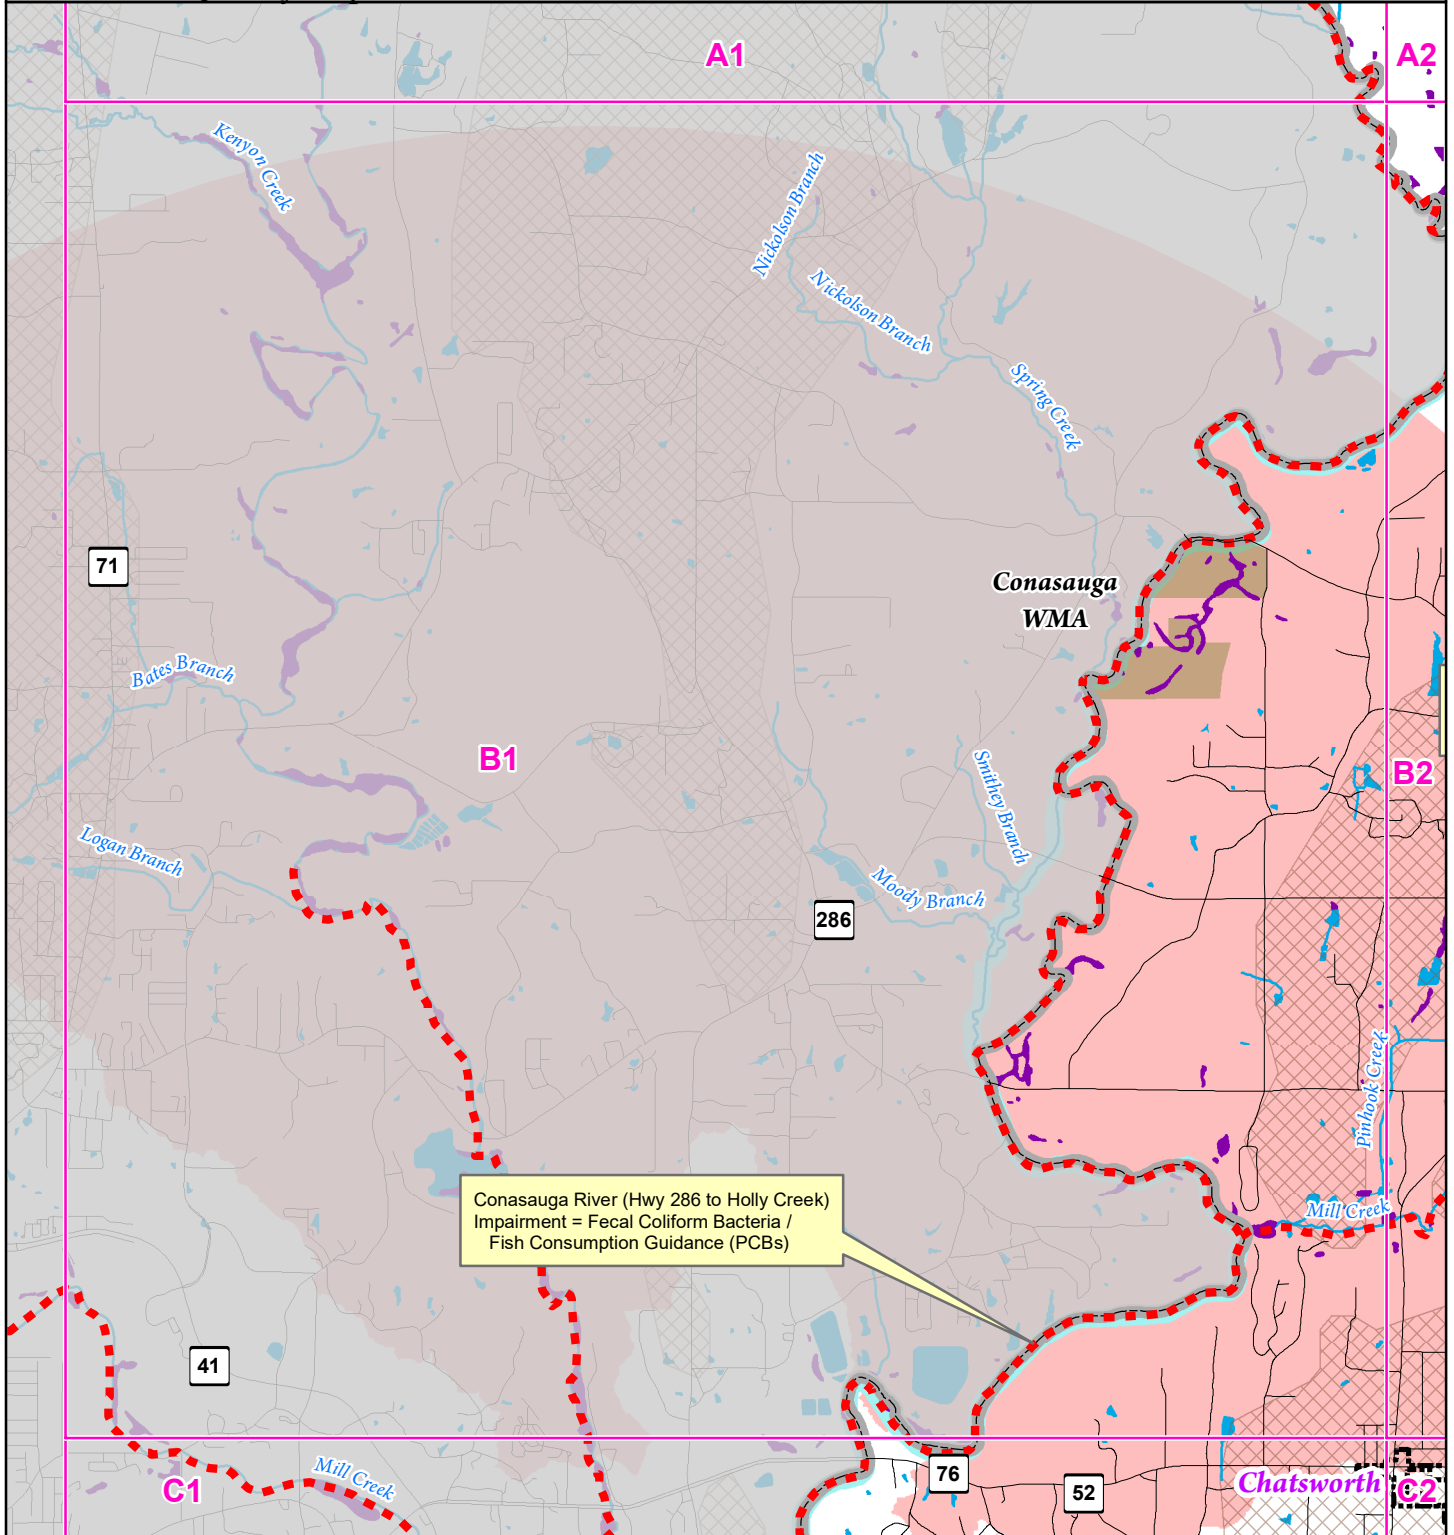 A1
A2
Kenyon
Creek
Nickolson Branch
Nickolson Branch
Spring Creek
71
Conasauga
WMA
Bates Branch
B1
B2
Smithey Branch
Logan Branch
Moody Branch
286
Pinhook Creek
Conasauga River (Hwy 286 to Holly Creek)
Impairment = Fecal Coliform Bacteria /
Fish Consumption Guidance (PCBs)
Mill Creek
41
Mill Creek
C1
76
52
Chatsworth
C2